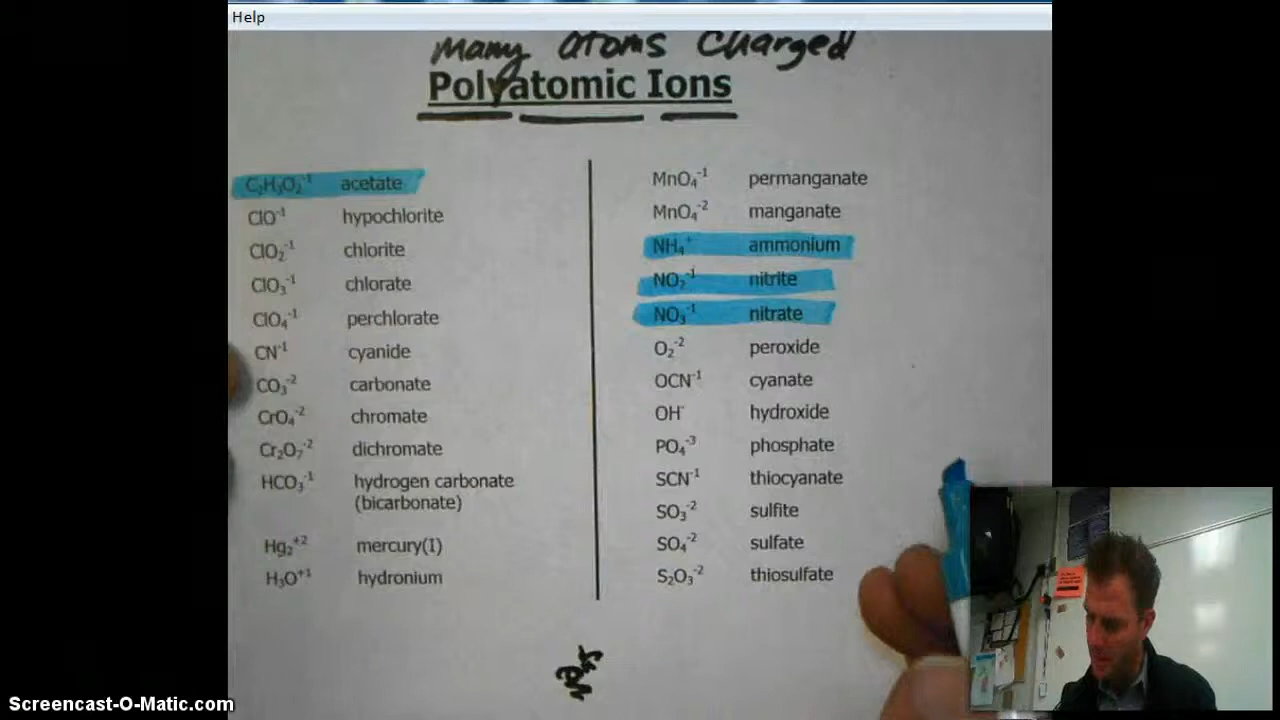 Help
Many atoms Charged
Polyatomic Ions
C₂H₃O₂⁻¹ acetate
ClO⁻¹ hypochlorite
ClO₂⁻¹ chlorite
ClO₃⁻¹ chlorate
ClO₄⁻¹ perchlorate
CN⁻¹ cyanide
CO₃⁻² carbonate
CrO₄⁻² chromate
Cr₂O₇⁻² dichromate
HCO₃⁻¹ hydrogen carbonate
(bicarbonate)
Hg₂⁺² mercury(I)
H₃O⁺¹ hydronium
MnO₄⁻¹ permanganate
MnO₄⁻² manganate
NH₄⁺ ammonium
NO₂⁻¹ nitrite
NO₃⁻¹ nitrate
O₂⁻² peroxide
OCN⁻¹ cyanate
OH⁻ hydroxide
PO₄⁻³ phosphate
SCN⁻¹ thiocyanate
SO₃⁻² sulfite
SO₄⁻² sulfate
S₂O₃⁻² thiosulfate
Screencast-O-Matic.com